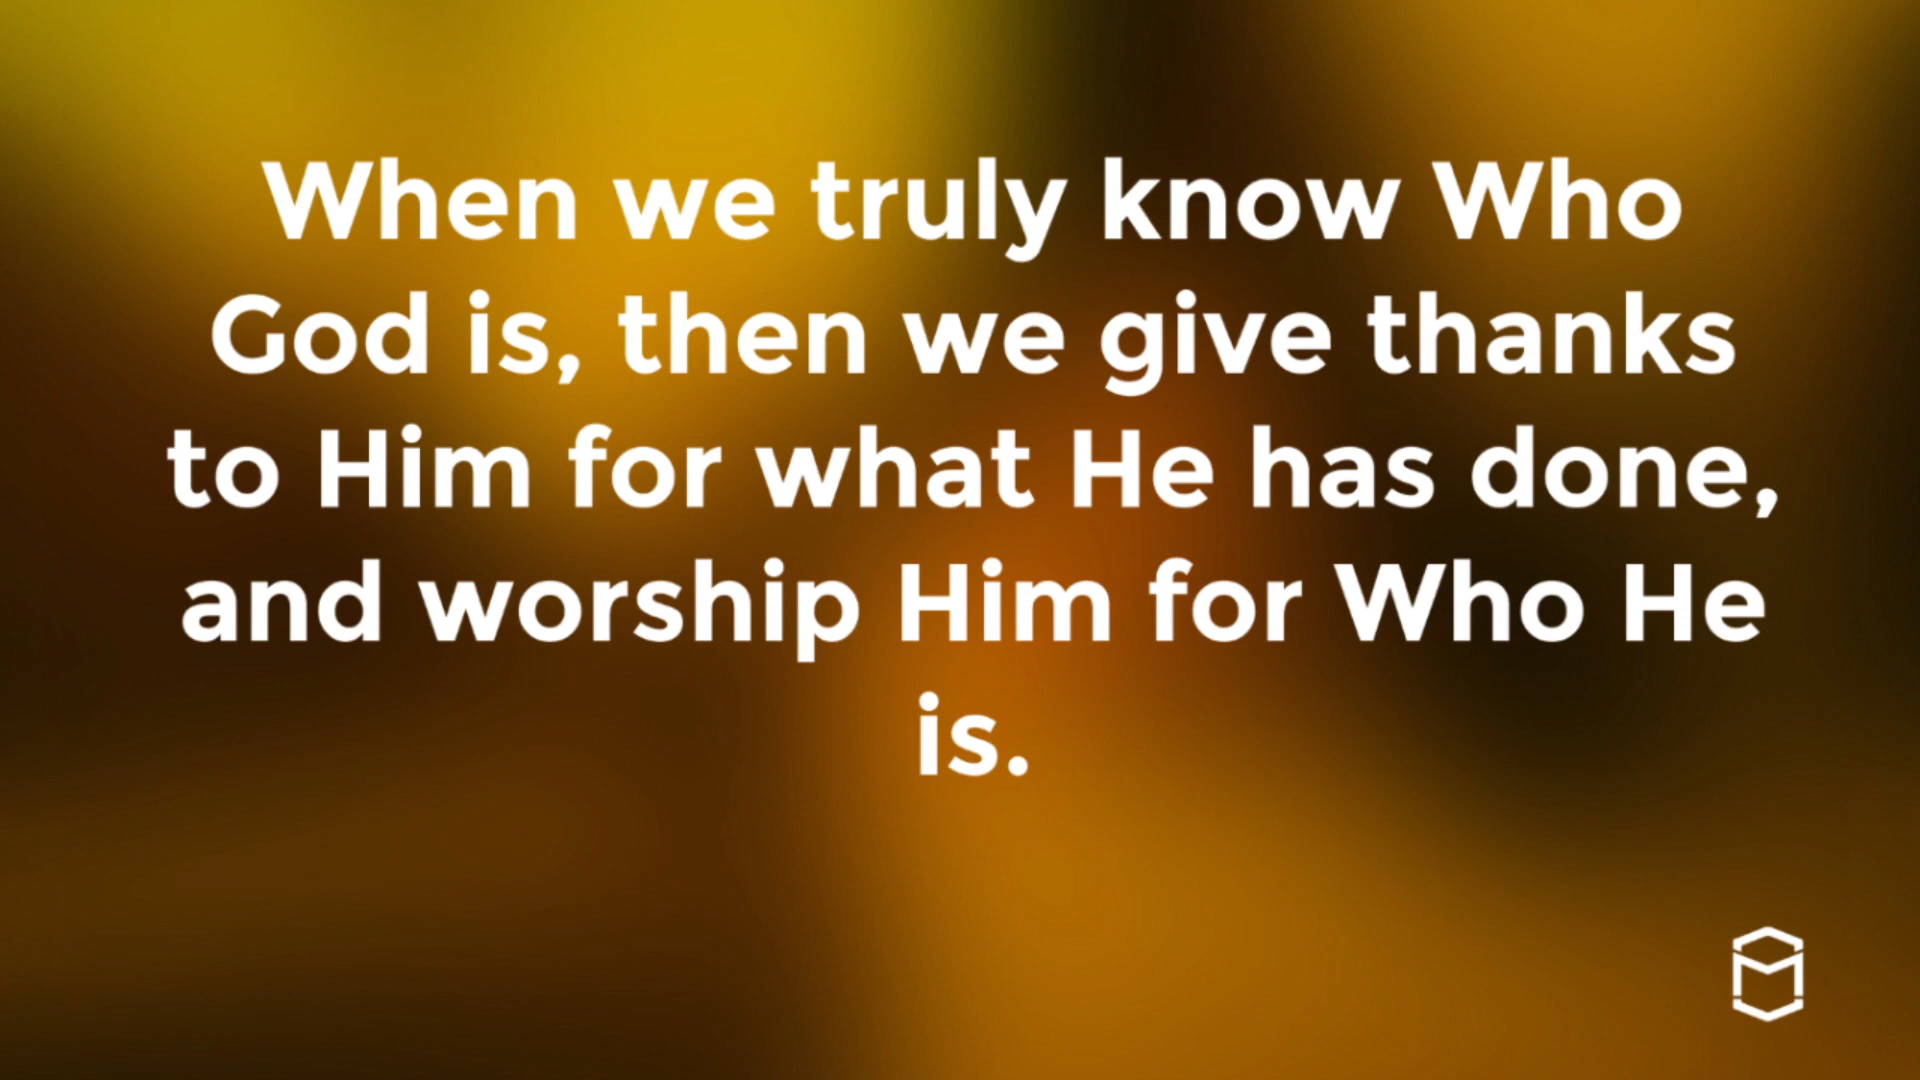 When we truly know Who
God is, then we give thanks
to Him for what He has done,
and worship Him for Who He
is.